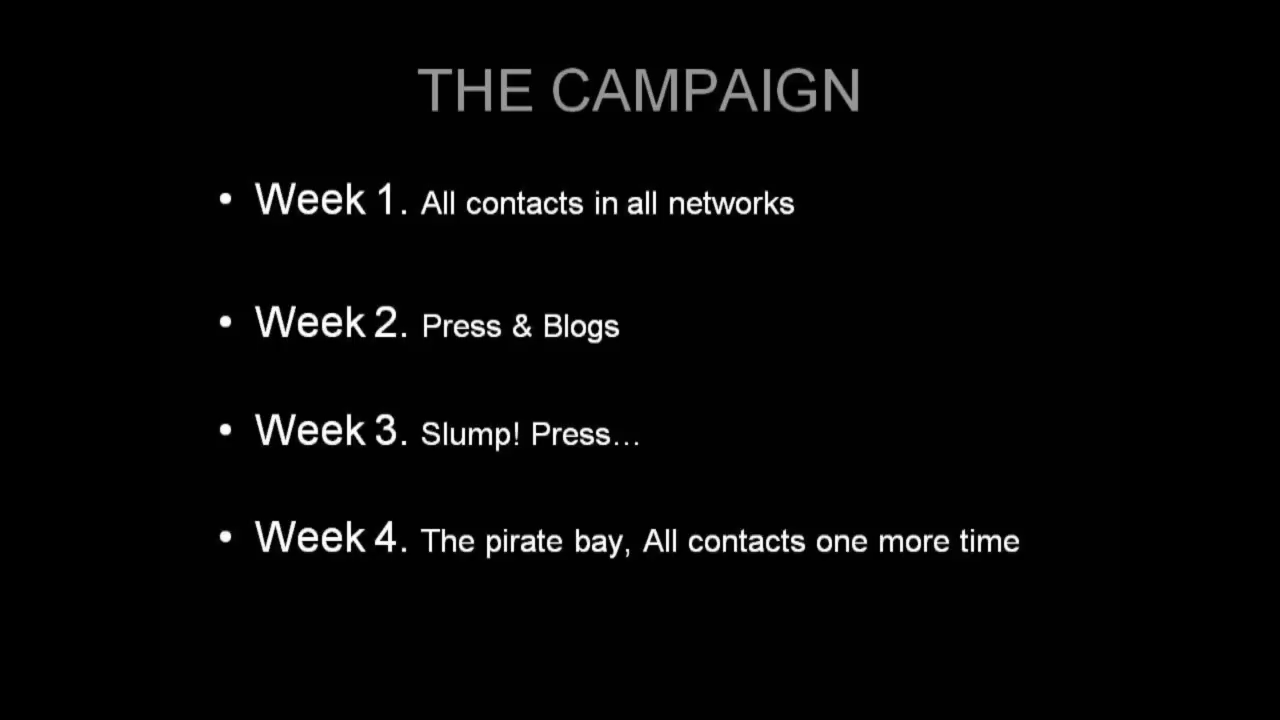 THE CAMPAIGN
• Week 1. All contacts in all networks
• Week 2. Press & Blogs
• Week 3. Slump! Press…
• Week 4. The pirate bay, All contacts one more time